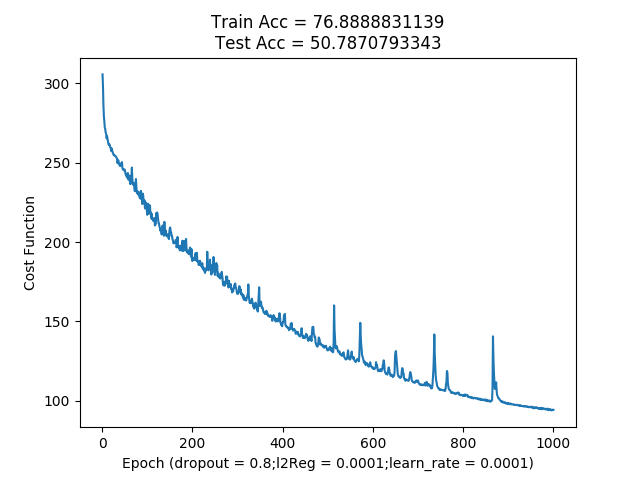 Train Acc = 76.8888831139
Test Acc = 50.7870793343
300
250
200
150
100
Cost Function
0 200 400 600 800 1000
Epoch (dropout = 0.8;l2Reg = 0.0001;learn_rate = 0.0001)